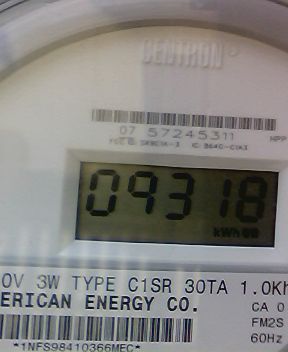 CENTRON®
07 57245311
HPP
09318
kWh
0V 3W TYPE C1SR 30TA 1.0Kh
ERICAN ENERGY CO.
CA 0
FM2S
60Hz
*1NFS98410366MEC*